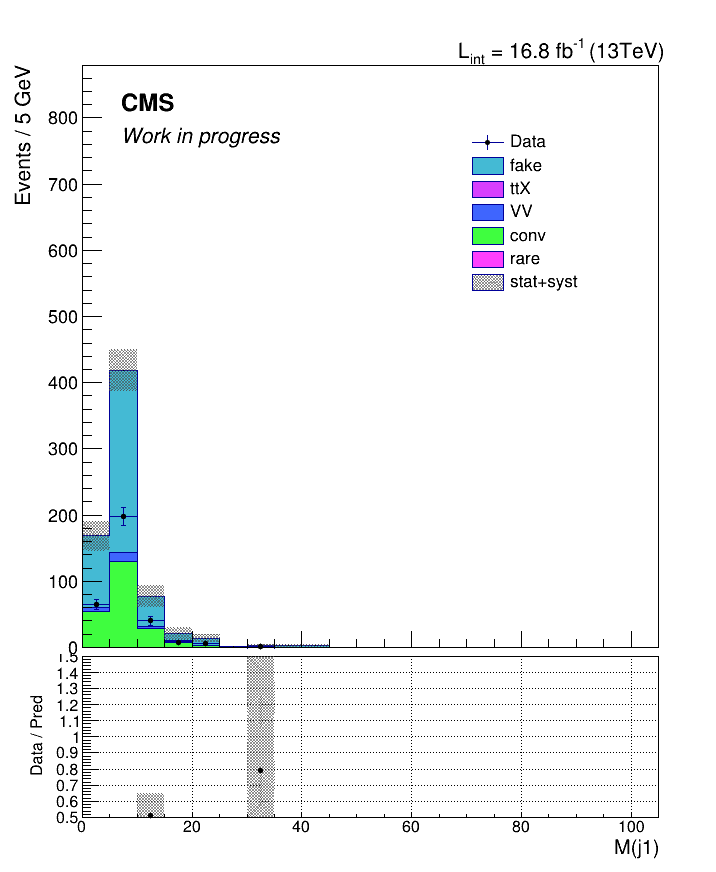 L_int = 16.8 fb^-1 (13TeV)
Events / 5 GeV
CMS
Work in progress
Data
fake
ttX
VV
conv
rare
stat+syst
800
700
600
500
400
300
200
100
0
Data / Pred
1.5
1.4
1.3
1.2
1.1
1
0.9
0.8
0.7
0.6
0.5
0 20 40 60 80 100
M(j1)